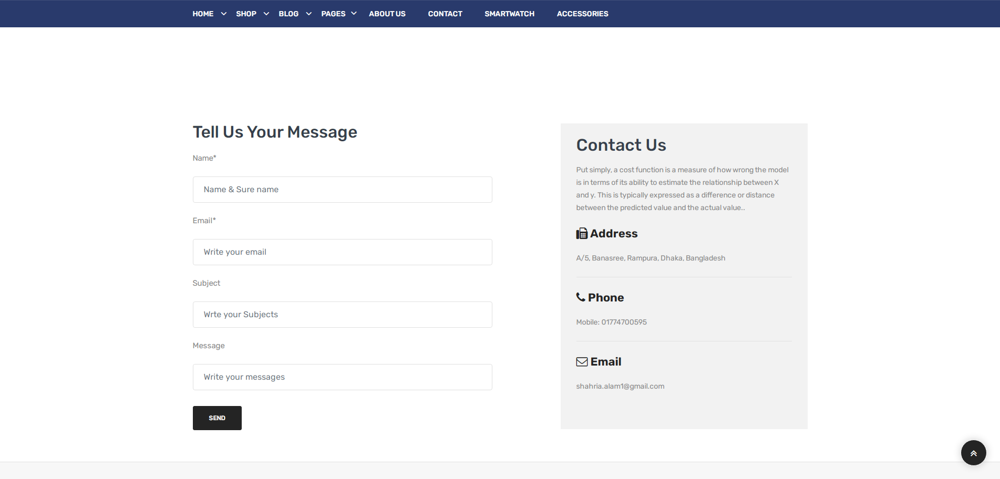 HOME SHOP BLOG PAGES ABOUT US CONTACT SMARTWATCH ACCESSORIES
Tell Us Your Message
Name*
Name & Sure name
Email*
Write your email
Subject
Wrte your Subjects
Message
Write your messages
SEND
Contact Us
Put simply, a cost function is a measure of how wrong the model
is in terms of its ability to estimate the relationship between X
and y. This is typically expressed as a difference or distance
between the predicted value and the actual value..
Address
A/5, Banasree, Rampura, Dhaka, Bangladesh
Phone
Mobile: 01774700595
Email
shahria.alam1@gmail.com